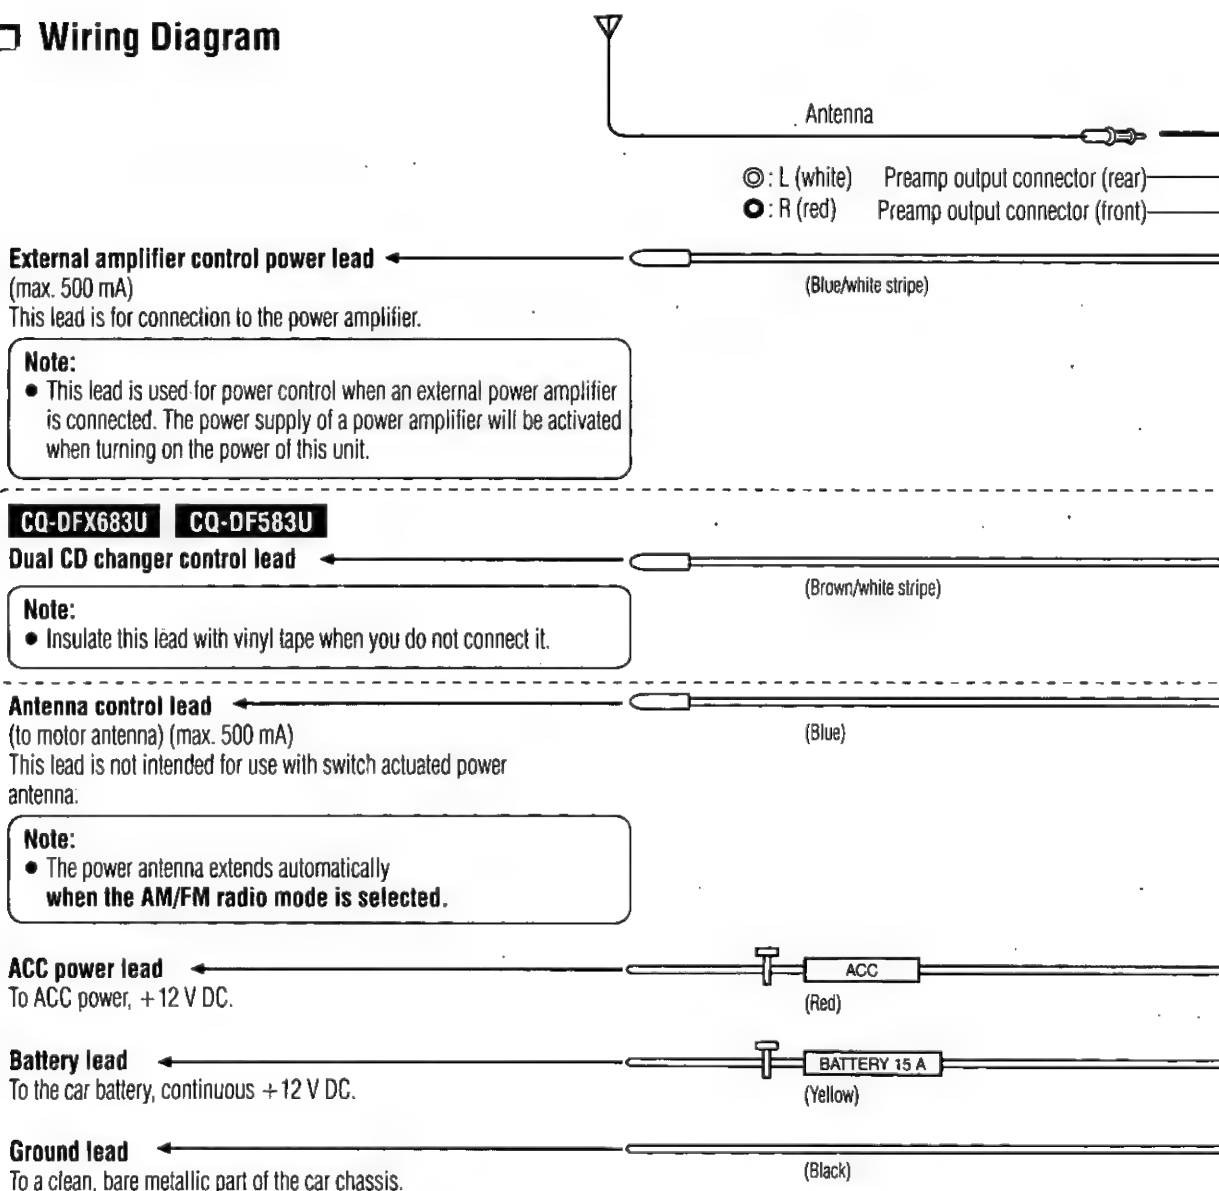 Wiring Diagram
Antenna
: L (white) Preamp output connector (rear)
: R (red) Preamp output connector (front)
External amplifier control power lead
(Blue/white stripe)
(max. 500 mA)
This lead is for connection to the power amplifier.
Note:
● This lead is used for power control when an external power amplifier
is connected. The power supply of a power amplifier will be activated
when turning on the power of this unit.
CQ-DFX683U CQ-DF583U
Dual CD changer control lead
(Brown/white stripe)
Note:
● Insulate this lead with vinyl tape when you do not connect it.
Antenna control lead
(Blue)
(to motor antenna) (max. 500 mA)
This lead is not intended for use with switch actuated power
antenna.
Note:
● The power antenna extends automatically
when the AM/FM radio mode is selected.
ACC power lead
ACC
To ACC power, +12 V DC.
(Red)
Battery lead
BATTERY 15 A
To the car battery, continuous +12 V DC.
(Yellow)
Ground lead
(Black)
To a clean, bare metallic part of the car chassis.